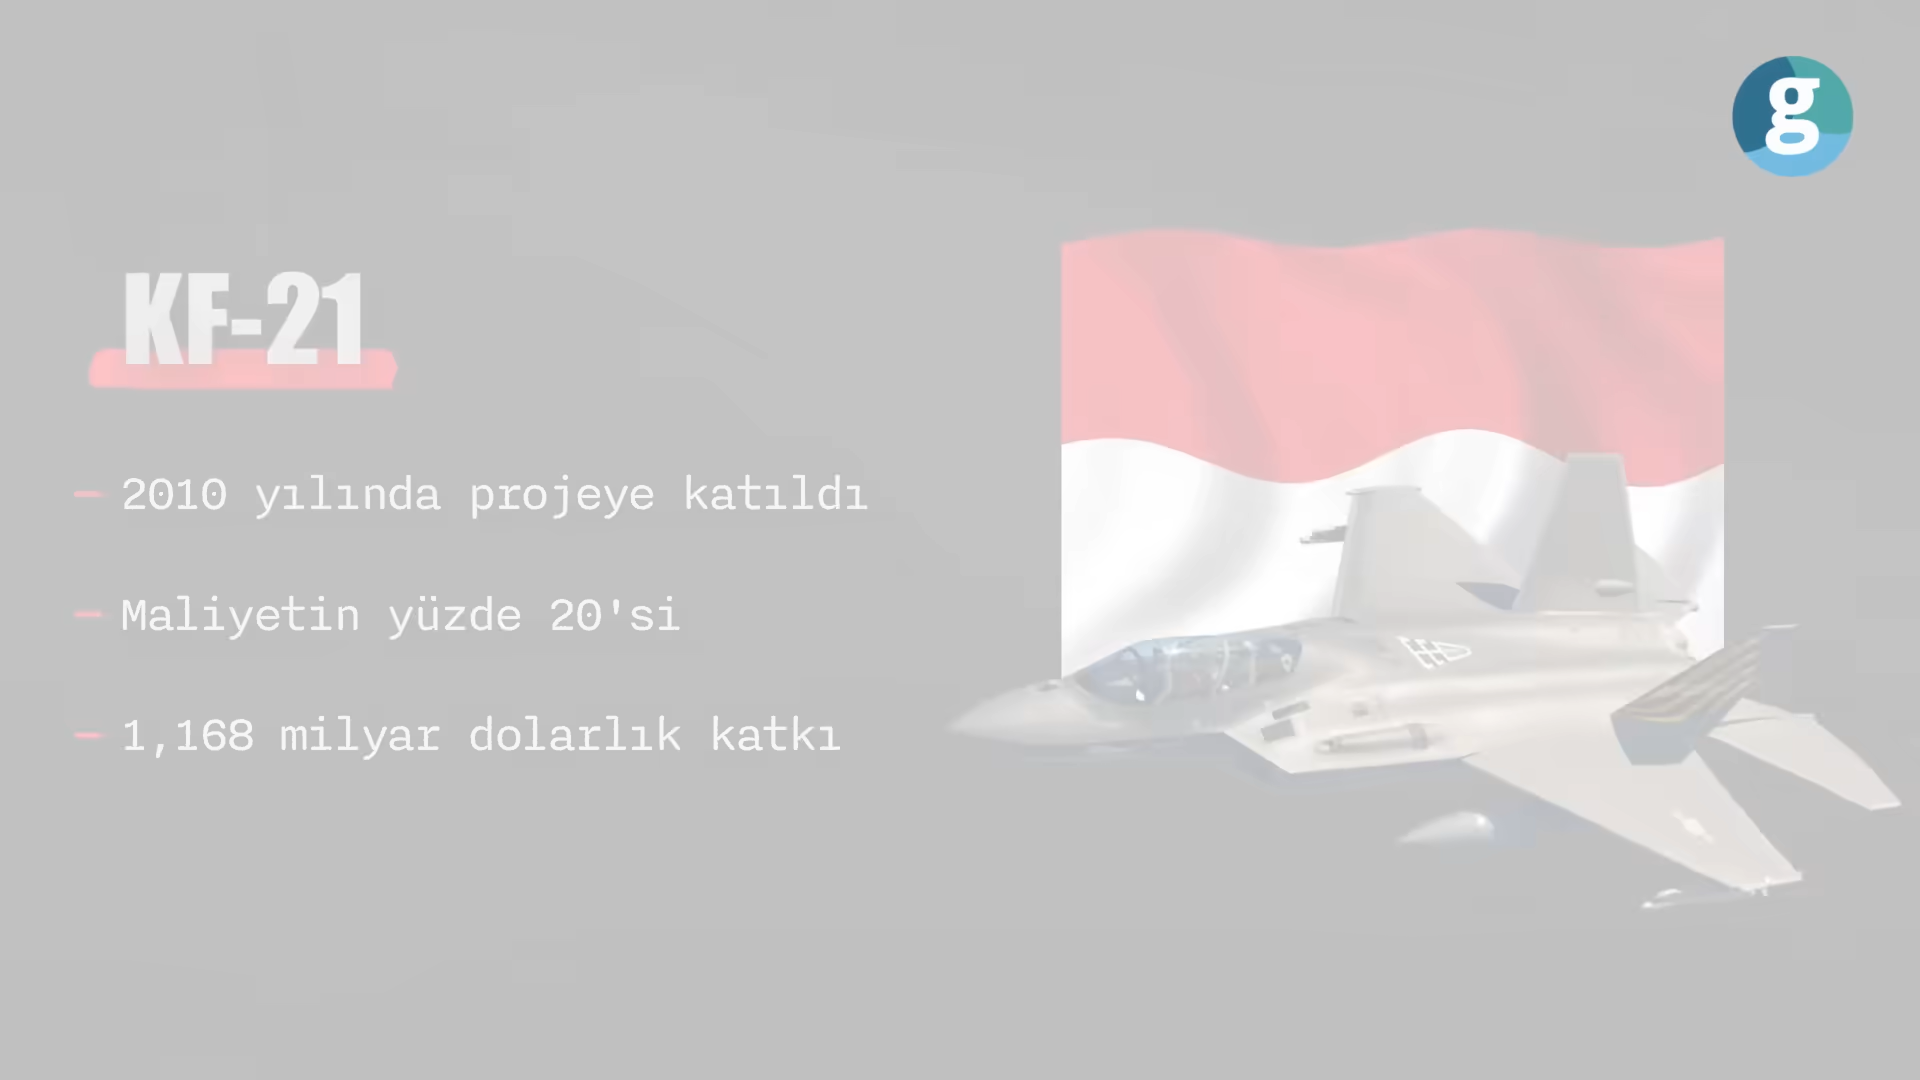 g
KF-21
- 2010 yılında projeye katıldı
- Maliyetin yüzde 20'si
- 1,168 milyar dolarlık katkı